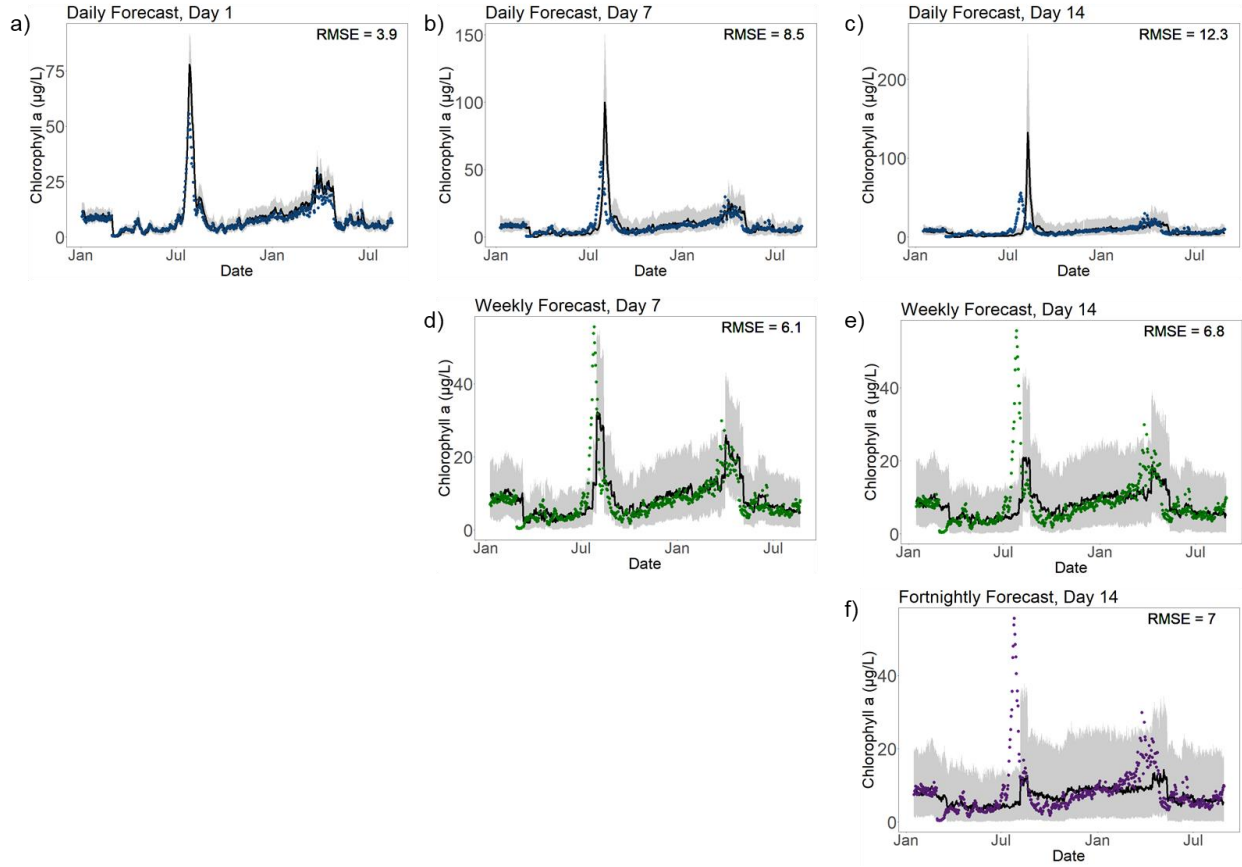 a)
Daily Forecast, Day 1
RMSE = 3.9
Chlorophyll a (µg/L)
75
50
25
0
Jan
Jul
Jan
Jul
Date
b)
Daily Forecast, Day 7
RMSE = 8.5
Chlorophyll a (µg/L)
150
100
50
0
Jan
Jul
Jan
Jul
Date
c)
Daily Forecast, Day 14
RMSE = 12.3
Chlorophyll a (µg/L)
200
100
0
Jan
Jul
Jan
Jul
Date
d)
Weekly Forecast, Day 7
RMSE = 6.1
Chlorophyll a (µg/L)
40
20
0
Jan
Jul
Jan
Jul
Date
e)
Weekly Forecast, Day 14
RMSE = 6.8
Chlorophyll a (µg/L)
40
20
0
Jan
Jul
Jan
Jul
Date
f)
Fortnightly Forecast, Day 14
RMSE = 7
Chlorophyll a (µg/L)
40
20
0
Jan
Jul
Jan
Jul
Date